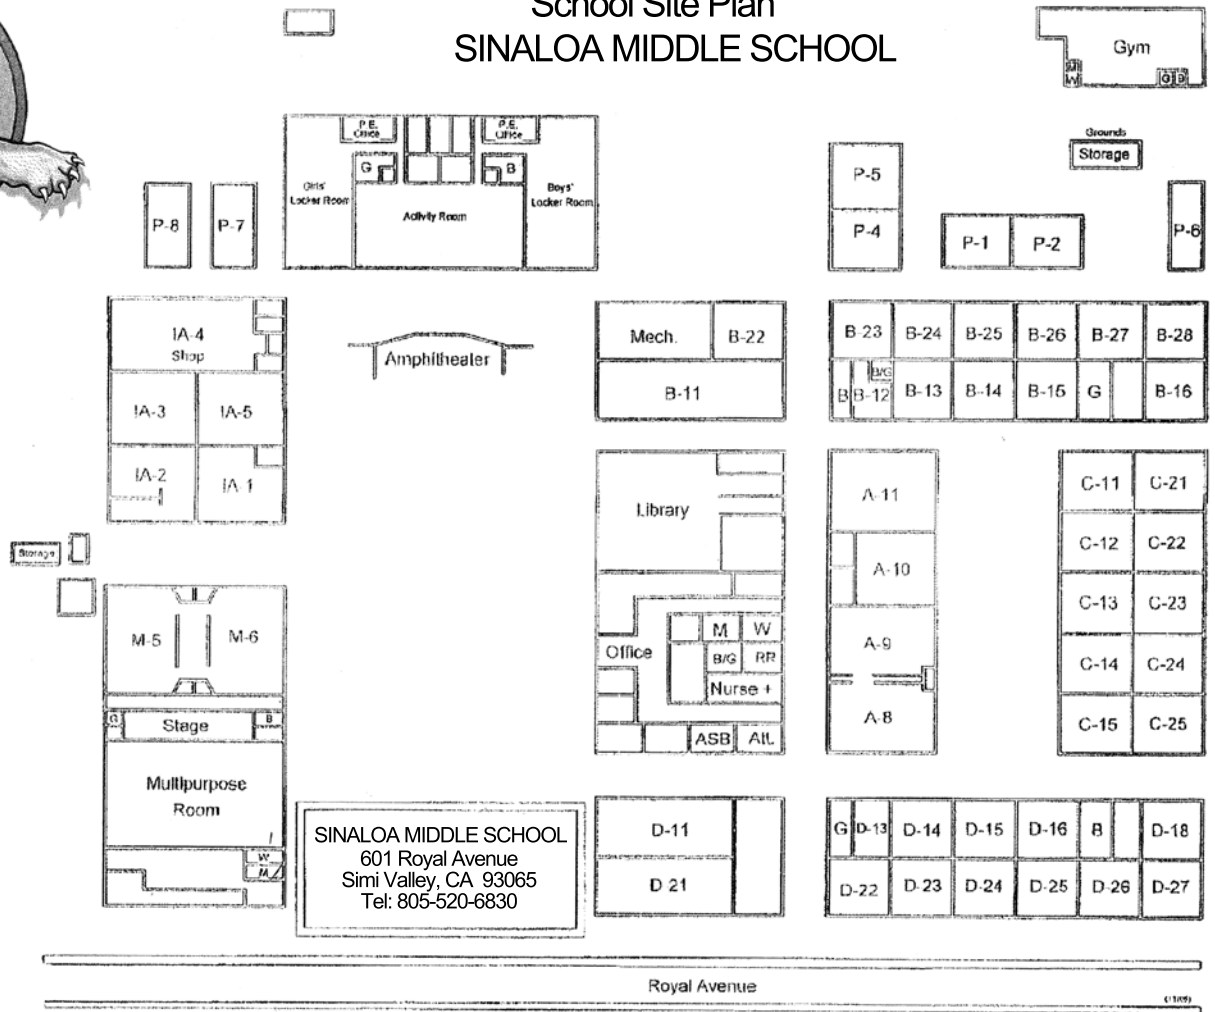 School Site Plan
SINALOA MIDDLE SCHOOL
Gym
M
W
G B
P.E.
Office
P.E.
Office
G
B
Girls'
Locker Room
Boys'
Locker Room
Activity Room
Grounds
Storage
P-5
P-4
P-8
P-7
P-1
P-2
P-6
IA-4
Shop
IA-3
IA-5
IA-2
IA-1
Amphitheater
Mech.
B-22
B-11
B-23
B-24
B-25
B-26
B-27
B-28
B/G
B
B-12
B-13
B-14
B-15
G
B-16
Library
A-11
A-10
A-9
A-8
C-11
C-21
C-12
C-22
C-13
C-23
C-14
C-24
C-15
C-25
Storage
M-5
M-6
G
Stage
B
Multipurpose
Room
W
M
Office
M
W
B/G
RR
Nurse +
ASB
Att.
SINALOA MIDDLE SCHOOL
601 Royal Avenue
Simi Valley, CA 93065
Tel: 805-520-6830
D-11
D 21
G
D-13
D-14
D-15
D-16
B
D-18
D-22
D-23
D-24
D-25
D-26
D-27
Royal Avenue